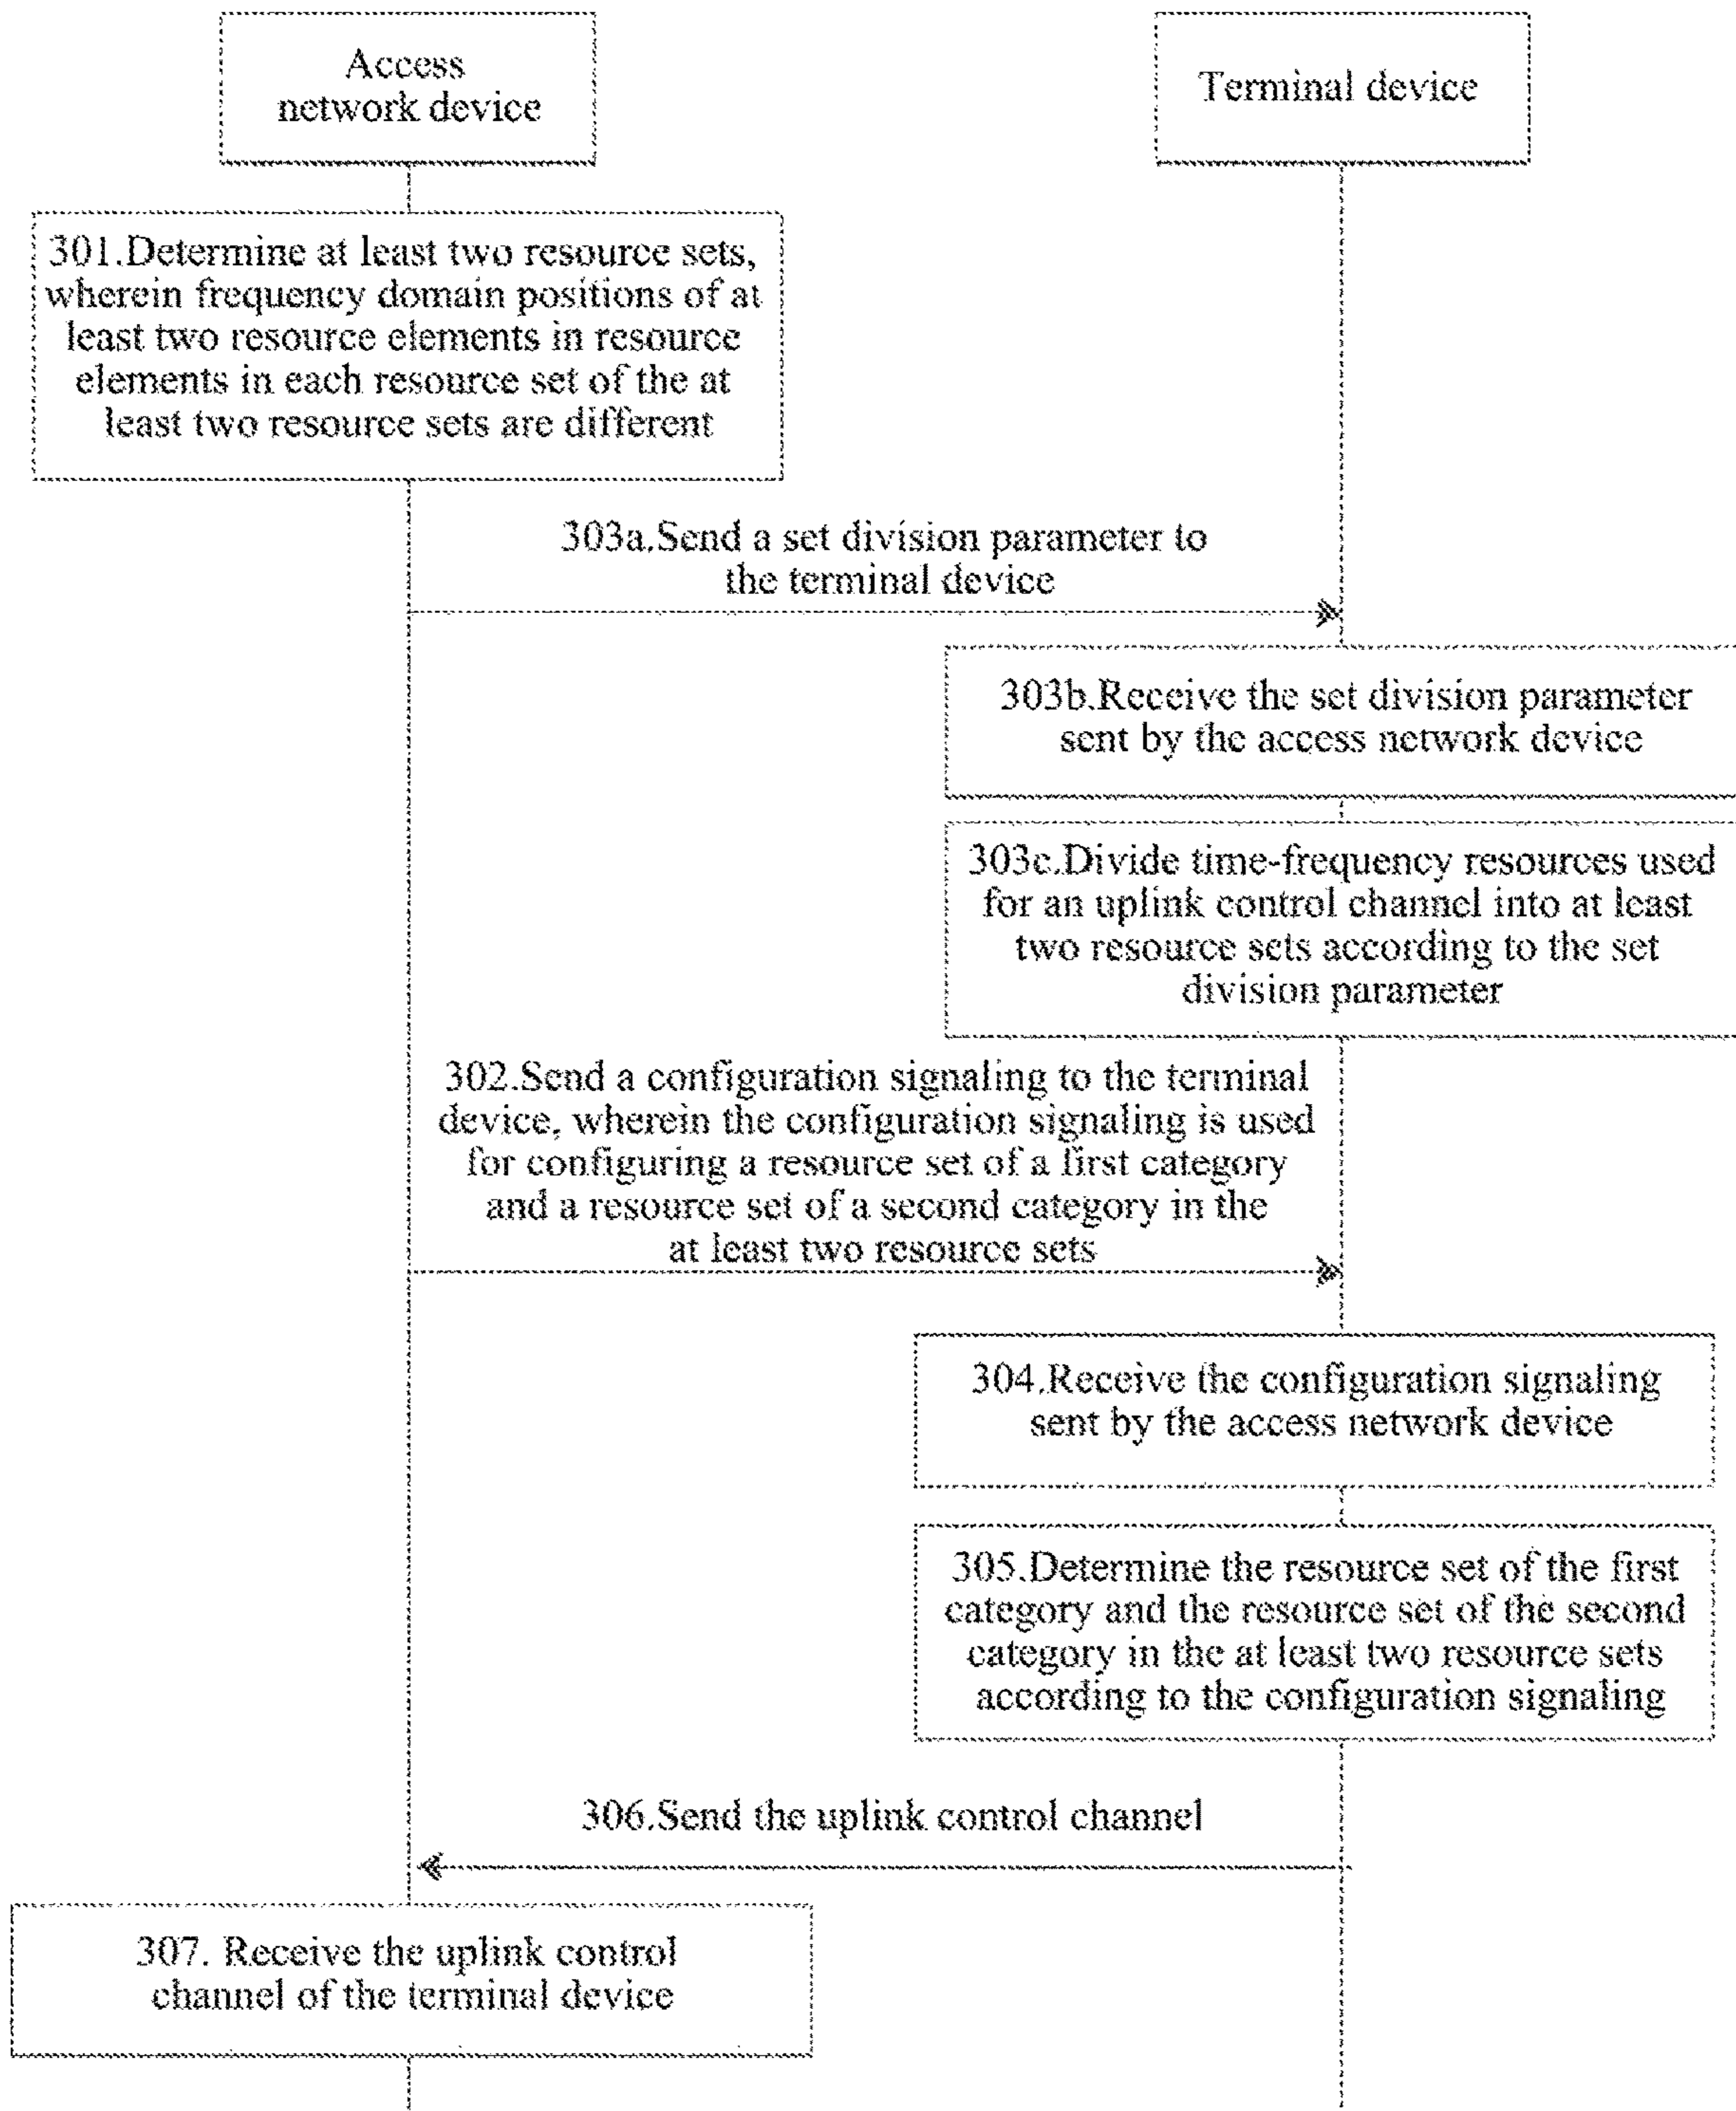 Access
network device
Terminal device
301.Determine at least two resource sets,
wherein frequency domain positions of at
least two resource elements in resource
elements in each resource set of the at
least two resource sets are different
303a.Send a set division parameter to
the terminal device
303b.Receive the set division parameter
sent by the access network device
303c.Divide time-frequency resources used
for an uplink control channel into at least
two resource sets according to the set
division parameter
302.Send a configuration signaling to the terminal
device, wherein the configuration signaling is used
for configuring a resource set of a first category
and a resource set of a second category in the
at least two resource sets
304.Receive the configuration signaling
sent by the access network device
305.Determine the resource set of the first
category and the resource set of the second
category in the at least two resource sets
according to the configuration signaling
306.Send the uplink control channel
307. Receive the uplink control
channel of the terminal device